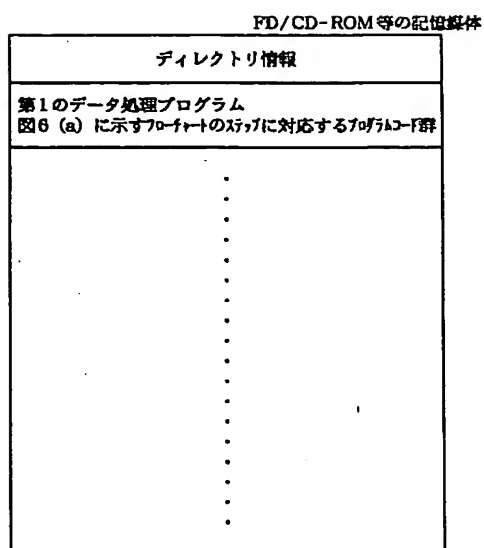 FD/CD-ROM等の記憶媒体
ディレクトリ情報
第1のデータ処理プログラム
図6（a）に示すフローチャートのステップに対応するプログラムコード群